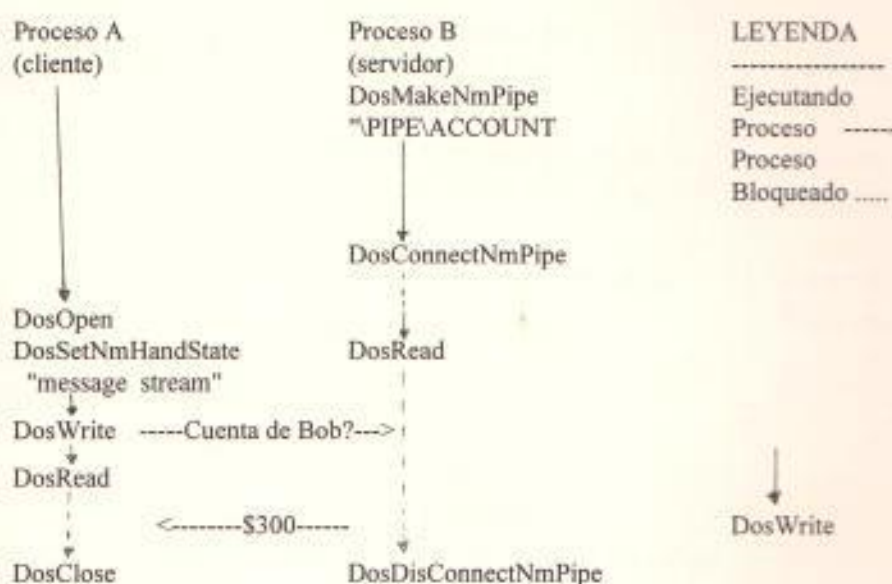 Proceso A
(cliente)
Proceso B
(servidor)
DosMakeNmPipe
"\PIPE\ACCOUNT
LEYENDA
-----------------
Ejecutando
Proceso ------
Proceso
Bloqueado .....
DosConnectNmPipe
DosOpen
DosSetNmHandState
"message stream"
DosRead
DosWrite -----Cuenta de Bob?--->
DosRead
<--------$300------
DosWrite
DosClose
DosDisConnectNmPipe